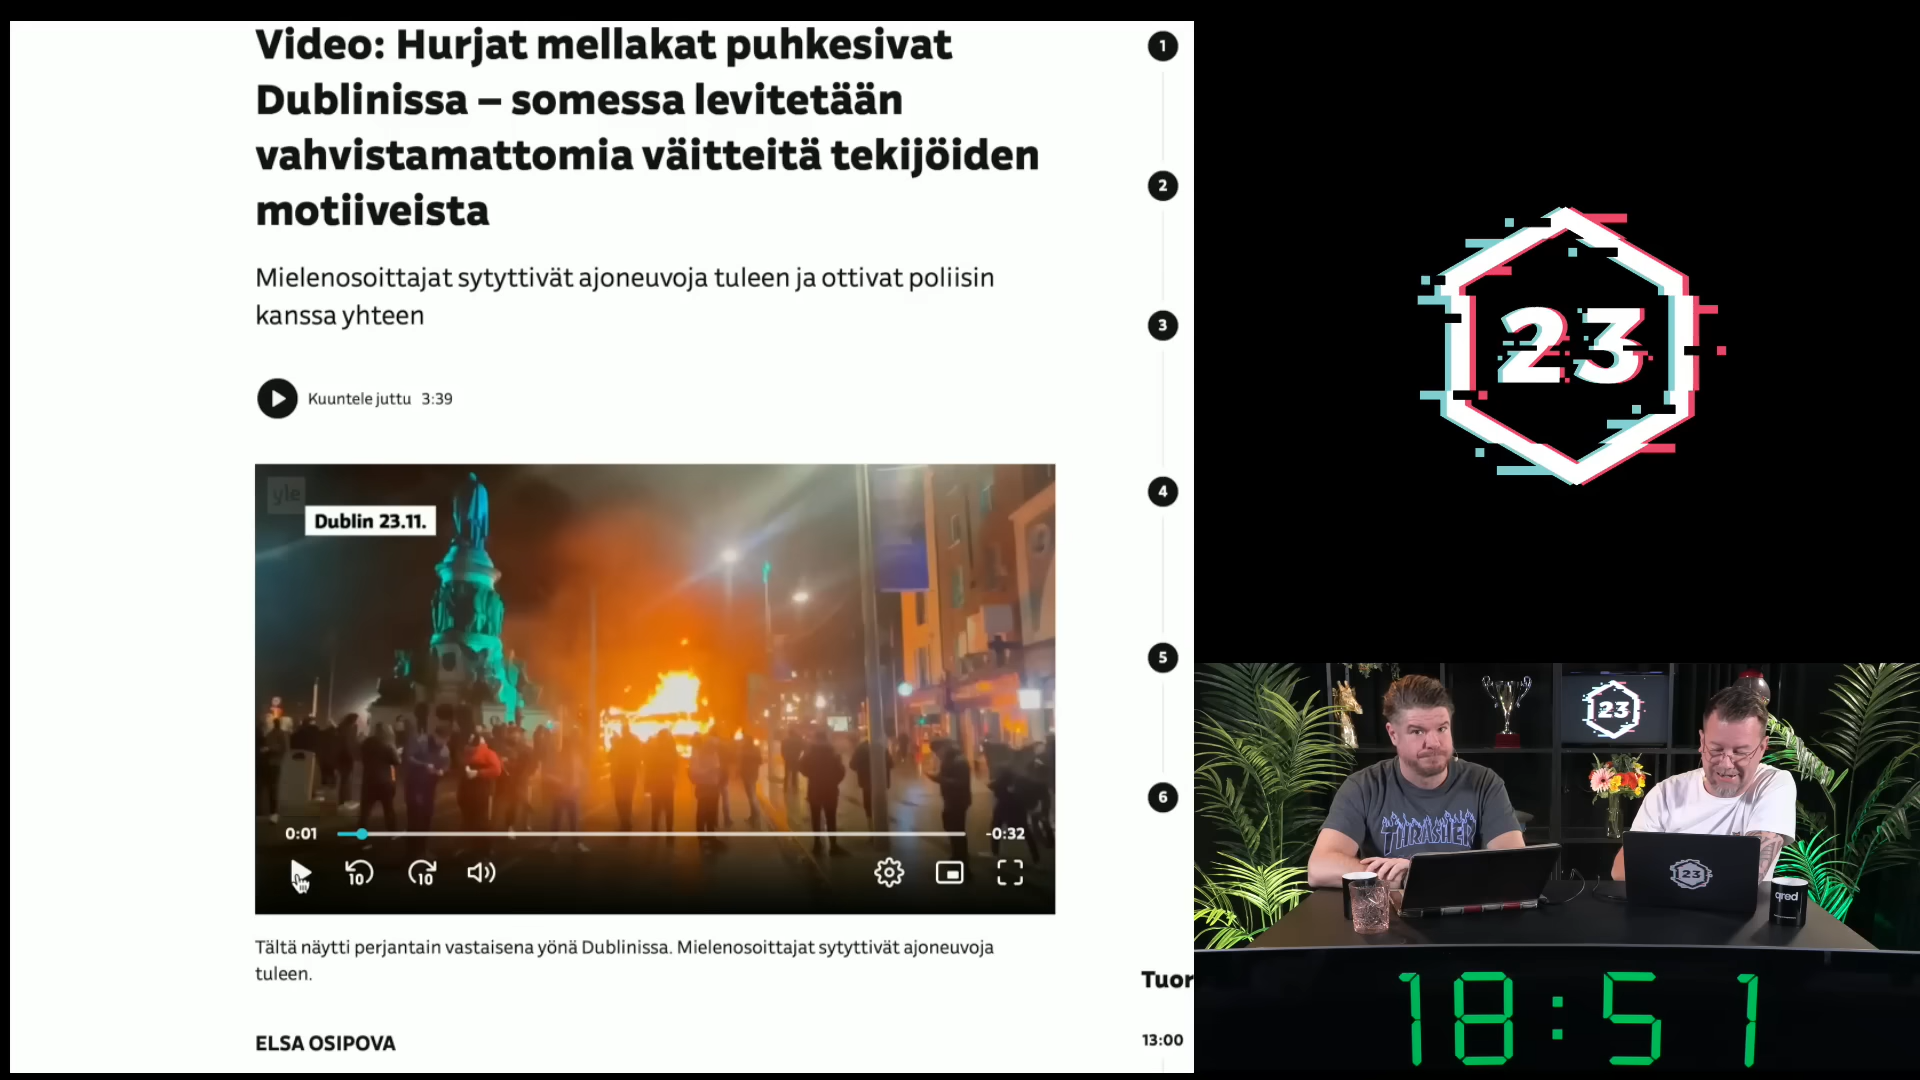 Video: Hurjat mellakat puhkesivat
Dublinissa – somessa levitetään
vahvistamattomia väitteitä tekijöiden
motiiveista
Mielenosoittajat sytyttivät ajoneuvoja tuleen ja ottivat poliisin
kanssa yhteen
Kuuntele juttu 3:39
yle
Dublin 23.11.
0:01
-0:32
10
10
Tältä näytti perjantain vastaisena yönä Dublinissa. Mielenosoittajat sytyttivät ajoneuvoja
tuleen.
ELSA OSIPOVA
1
2
3
4
5
6
Tuor
13:00
23
23
THRASHER
23
qred
18:51